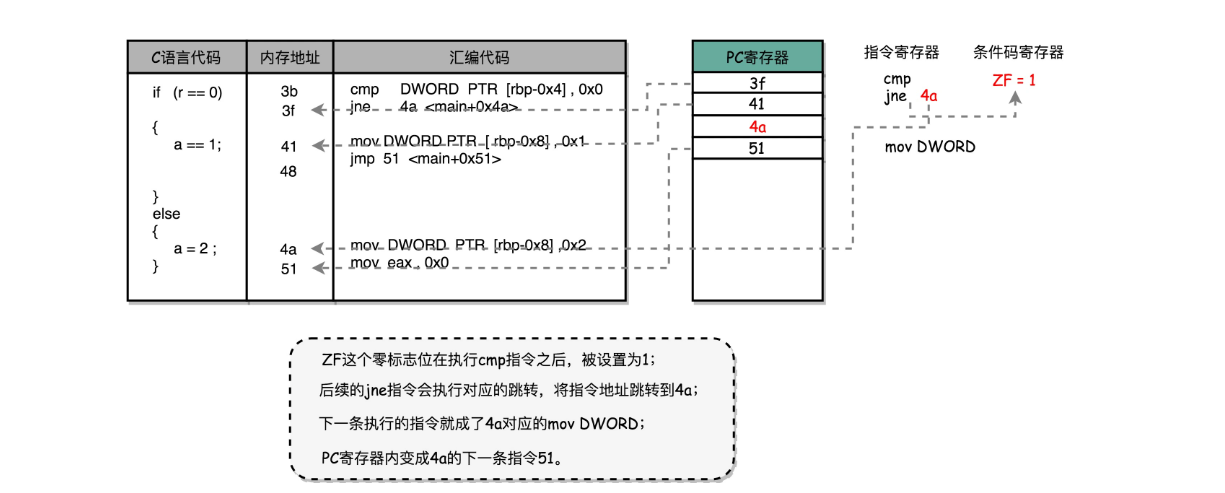 C语言代码 内存地址 汇编代码 PC寄存器 指令寄存器 条件码寄存器
if (r == 0) 3b cmp DWORD PTR [rbp-0x4] , 0x0 3f cmp ZF = 1
3f jne 4a <main+0x4a> 41 jne 4a
{ 4a
a == 1; 41 mov DWORD PTR [ rbp-0x8] , 0x1 51 mov DWORD
48 jmp 51 <main+0x51>
}
else
{
a = 2 ; 4a mov DWORD PTR [rbp-0x8] ,0x2
} 51 mov eax , 0x0
ZF这个零标志位在执行cmp指令之后，被设置为1；
后续的jne指令会执行对应的跳转，将指令地址跳转到4a；
下一条执行的指令就成了4a对应的mov DWORD；
PC寄存器内变成4a的下一条指令51。